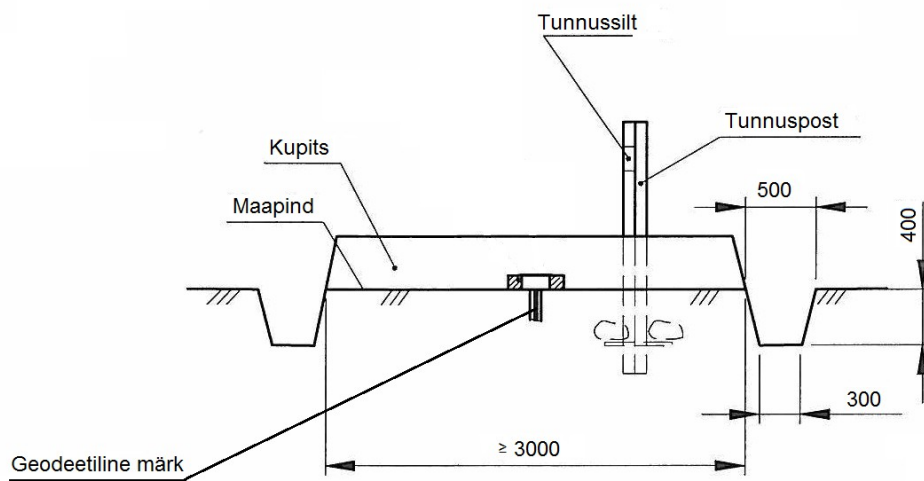 Tunnussilt
Tunnuspost
Kupits
500
Maapind
400
300
≥ 3000
Geodeetiline märk